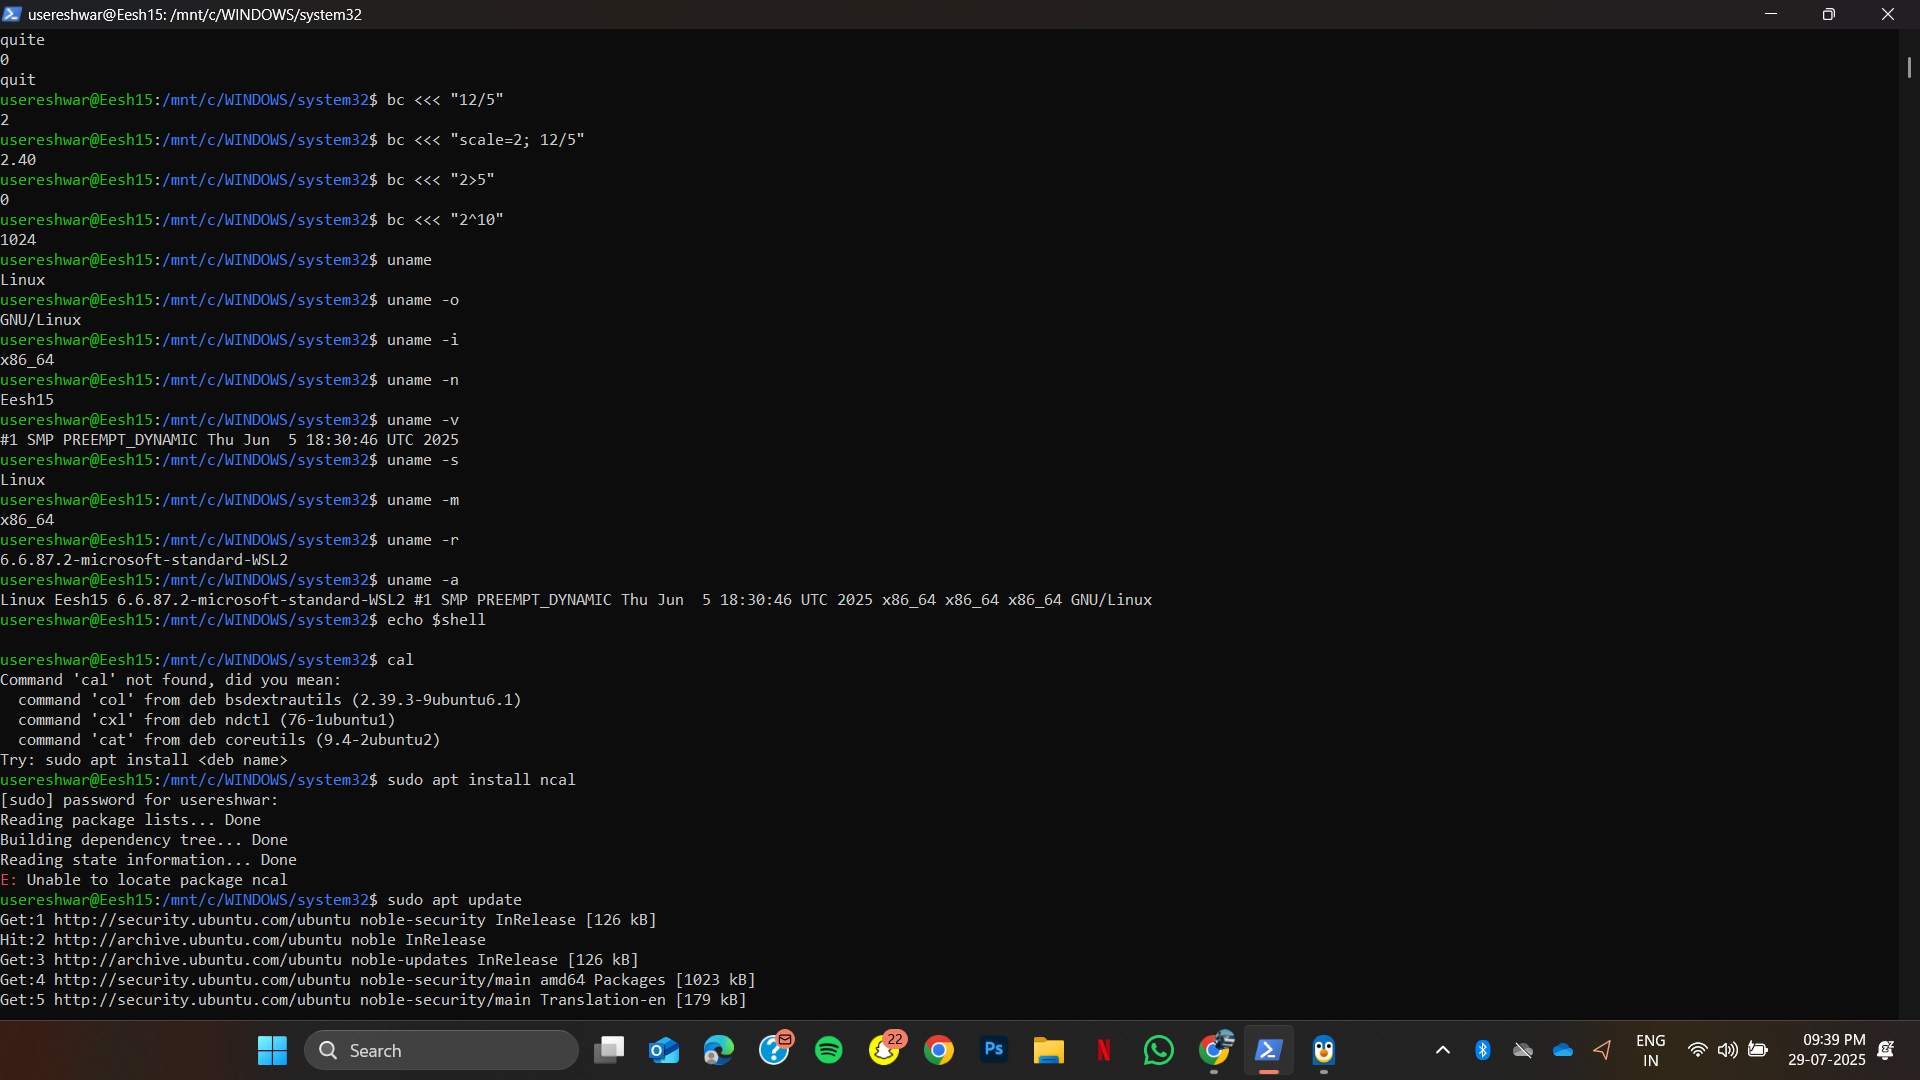 usereshwar@Eesh15: /mnt/c/WINDOWS/system32
quite
0
quit
usereshwar@Eesh15:/mnt/c/WINDOWS/system32$ bc <<< "12/5"
2
usereshwar@Eesh15:/mnt/c/WINDOWS/system32$ bc <<< "scale=2; 12/5"
2.40
usereshwar@Eesh15:/mnt/c/WINDOWS/system32$ bc <<< "2>5"
0
usereshwar@Eesh15:/mnt/c/WINDOWS/system32$ bc <<< "2^10"
1024
usereshwar@Eesh15:/mnt/c/WINDOWS/system32$ uname
Linux
usereshwar@Eesh15:/mnt/c/WINDOWS/system32$ uname -o
GNU/Linux
usereshwar@Eesh15:/mnt/c/WINDOWS/system32$ uname -i
x86_64
usereshwar@Eesh15:/mnt/c/WINDOWS/system32$ uname -n
Eesh15
usereshwar@Eesh15:/mnt/c/WINDOWS/system32$ uname -v
#1 SMP PREEMPT_DYNAMIC Thu Jun  5 18:30:46 UTC 2025
usereshwar@Eesh15:/mnt/c/WINDOWS/system32$ uname -s
Linux
usereshwar@Eesh15:/mnt/c/WINDOWS/system32$ uname -m
x86_64
usereshwar@Eesh15:/mnt/c/WINDOWS/system32$ uname -r
6.6.87.2-microsoft-standard-WSL2
usereshwar@Eesh15:/mnt/c/WINDOWS/system32$ uname -a
Linux Eesh15 6.6.87.2-microsoft-standard-WSL2 #1 SMP PREEMPT_DYNAMIC Thu Jun  5 18:30:46 UTC 2025 x86_64 x86_64 x86_64 GNU/Linux
usereshwar@Eesh15:/mnt/c/WINDOWS/system32$ echo $shell
usereshwar@Eesh15:/mnt/c/WINDOWS/system32$ cal
Command 'cal' not found, did you mean:
  command 'col' from deb bsdextrautils (2.39.3-9ubuntu6.1)
  command 'cxl' from deb ndctl (76-1ubuntu1)
  command 'cat' from deb coreutils (9.4-2ubuntu2)
Try: sudo apt install <deb name>
usereshwar@Eesh15:/mnt/c/WINDOWS/system32$ sudo apt install ncal
[sudo] password for usereshwar:
Reading package lists... Done
Building dependency tree... Done
Reading state information... Done
E: Unable to locate package ncal
usereshwar@Eesh15:/mnt/c/WINDOWS/system32$ sudo apt update
Get:1 http://security.ubuntu.com/ubuntu noble-security InRelease [126 kB]
Hit:2 http://archive.ubuntu.com/ubuntu noble InRelease
Get:3 http://archive.ubuntu.com/ubuntu noble-updates InRelease [126 kB]
Get:4 http://security.ubuntu.com/ubuntu noble-security/main amd64 Packages [1023 kB]
Get:5 http://security.ubuntu.com/ubuntu noble-security/main Translation-en [179 kB]
Search
22
Ps
ENG
IN
09:39 PM
29-07-2025